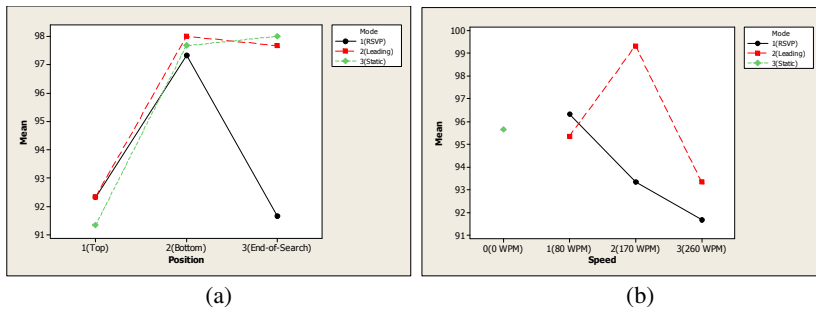 98
97
96
95
94
93
92
91
Mean
1(Top)
2(Bottom)
3(End-of-Search)
Position
Mode
1(RSVP)
2(Leading)
3(Static)
(a)
100
99
98
97
96
95
94
93
92
91
Mean
0(0 WPM)
1(80 WPM)
2(170 WPM)
3(260 WPM)
Speed
Mode
1(RSVP)
2(Leading)
3(Static)
(b)